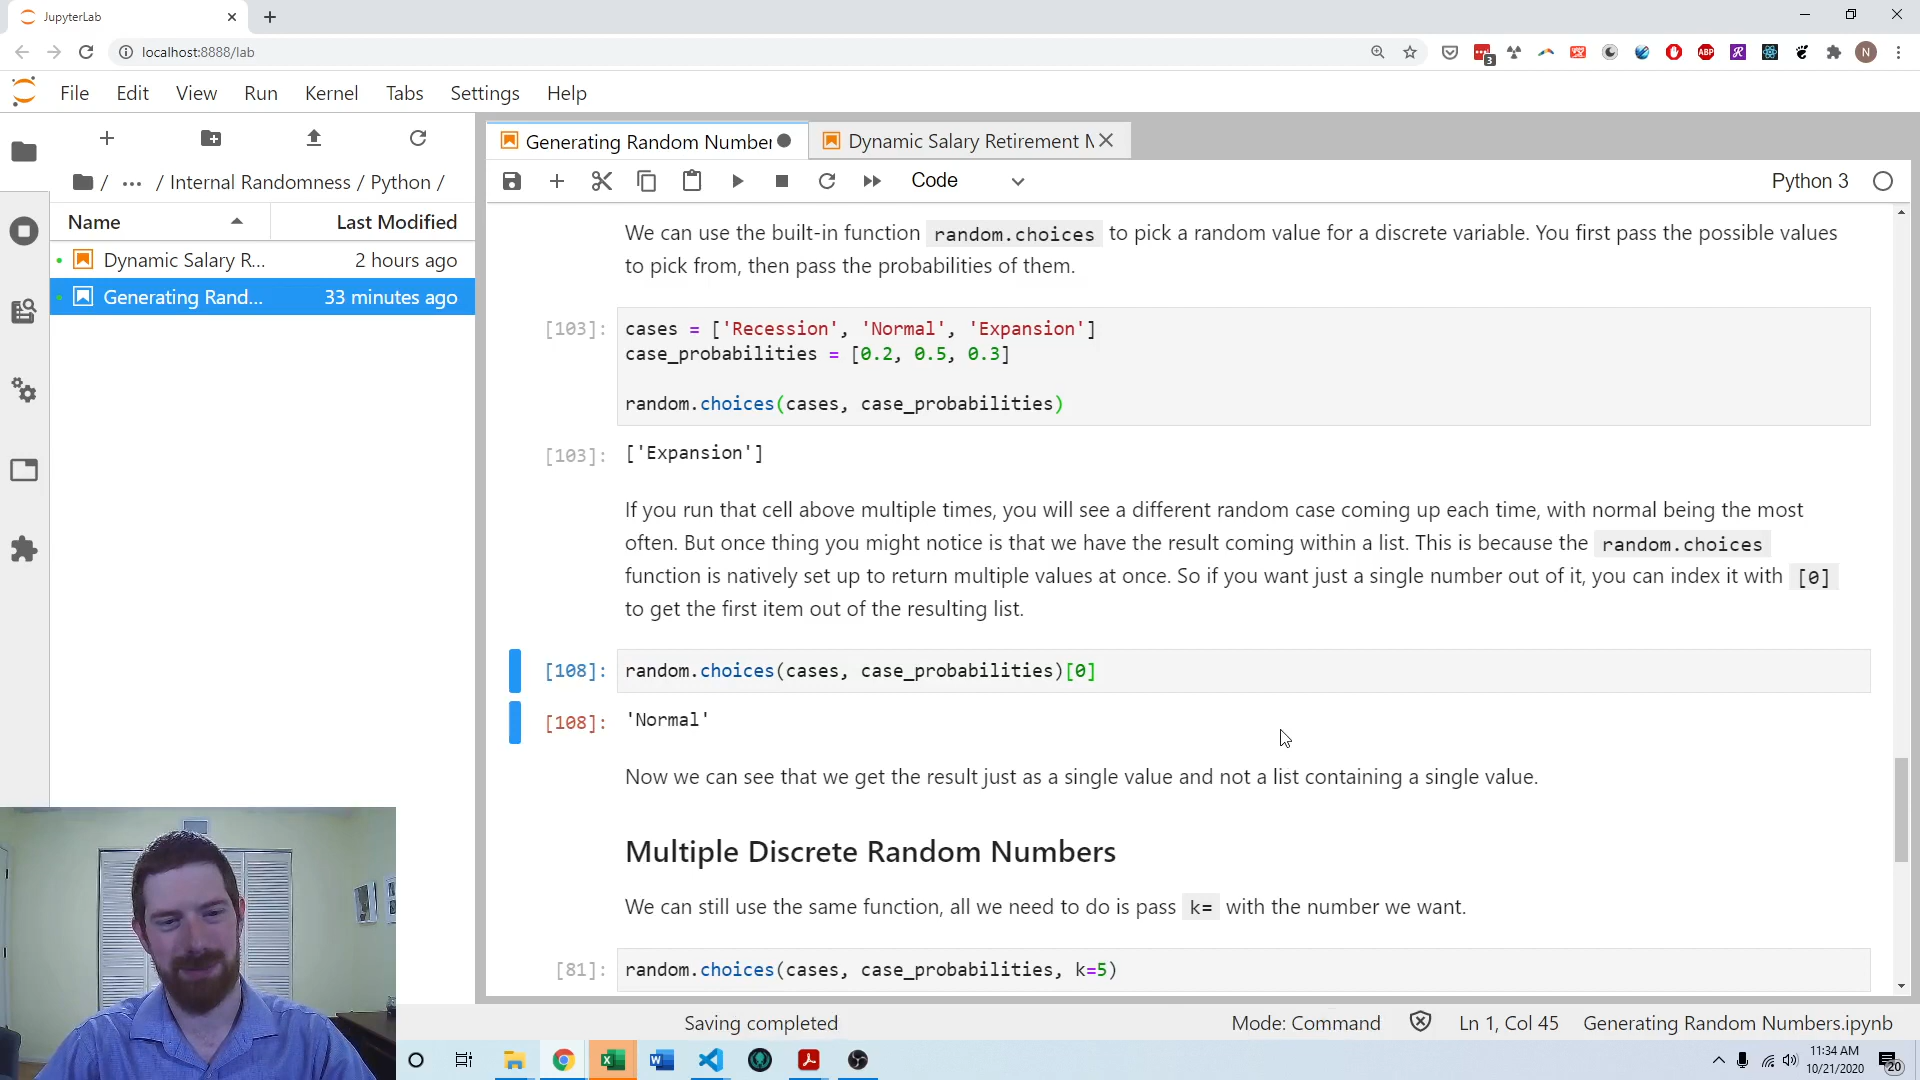 JupyterLab
localhost:8888/lab
3
ABP
R
N
File Edit View Run Kernel Tabs Settings Help
Generating Random Number
Dynamic Salary Retirement M
/ ... / Internal Randomness / Python /
Code
Python 3
Name Last Modified
Dynamic Salary R... 2 hours ago
Generating Rand... 33 minutes ago
We can use the built-in function random.choices to pick a random value for a discrete variable. You first pass the possible values
to pick from, then pass the probabilities of them.
[103]: cases = ['Recession', 'Normal', 'Expansion']
case_probabilities = [0.2, 0.5, 0.3]
random.choices(cases, case_probabilities)
[103]: ['Expansion']
If you run that cell above multiple times, you will see a different random case coming up each time, with normal being the most
often. But once thing you might notice is that we have the result coming within a list. This is because the random.choices
function is natively set up to return multiple values at once. So if you want just a single number out of it, you can index it with [0]
to get the first item out of the resulting list.
[108]: random.choices(cases, case_probabilities)[0]
[108]: 'Normal'
Now we can see that we get the result just as a single value and not a list containing a single value.
Multiple Discrete Random Numbers
We can still use the same function, all we need to do is pass k= with the number we want.
[81]: random.choices(cases, case_probabilities, k=5)
Saving completed
Mode: Command
Ln 1, Col 45
Generating Random Numbers.ipynb
11:34 AM
10/21/2020
20